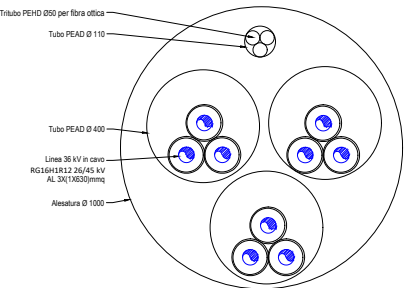 Tritubo PEHD Ø50 per fibra ottica
Tubo PEAD Ø 110
Tubo PEAD Ø 400
Linea 36 kV in cavo
RG16H1R12 26/45 kV
AL 3X(1X630)mmq
Alesatura Ø 1000